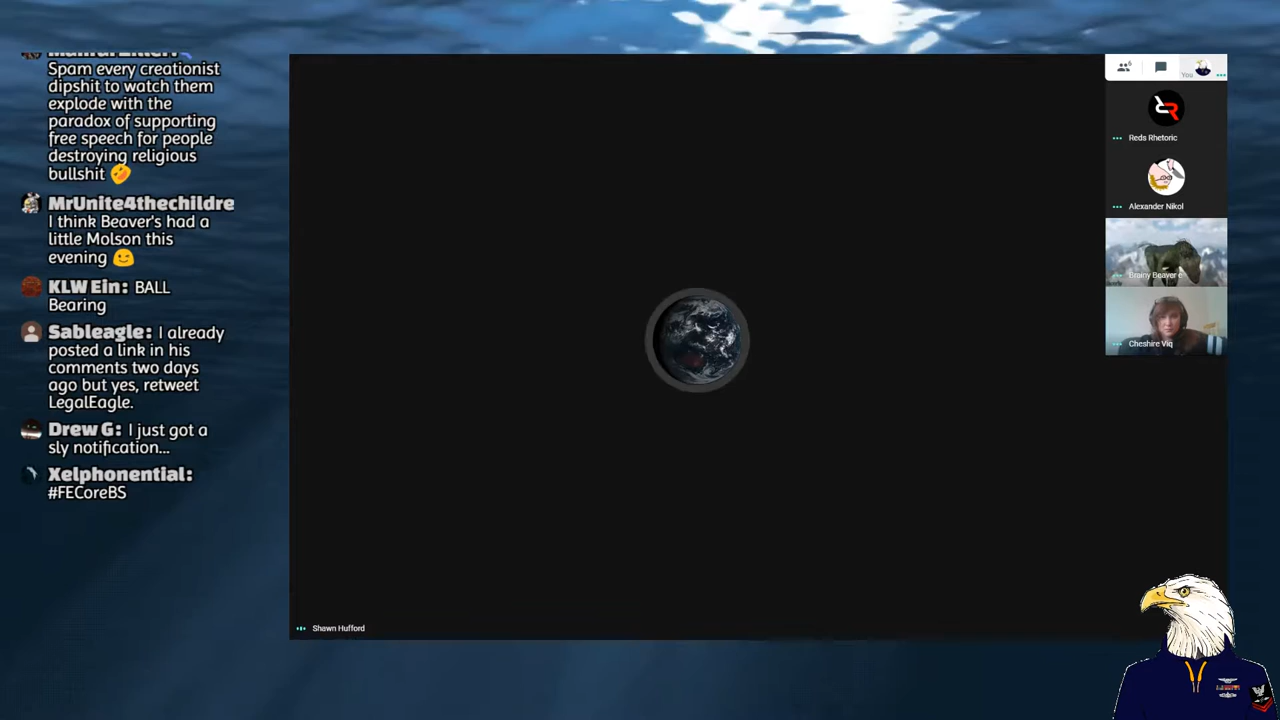 Spam every creationist
dipshit to watch them
explode with the
paradox of supporting
free speech for people
destroying religious
bullshit 🤣
MrUnite4thechildre
I think Beaver's had a
little Molson this
evening 😉
KLW Ein: BALL
Bearing
Sableagle: I already
posted a link in his
comments two days
ago but yes, retweet
LegalEagle.
Drew G: I just got a
sly notification...
Xelphonential:
#FECoreBS
You
Reds Rhetoric
Alexander Nikol
Brainy Beaver
Cheshire Viq
Shawn Hufford